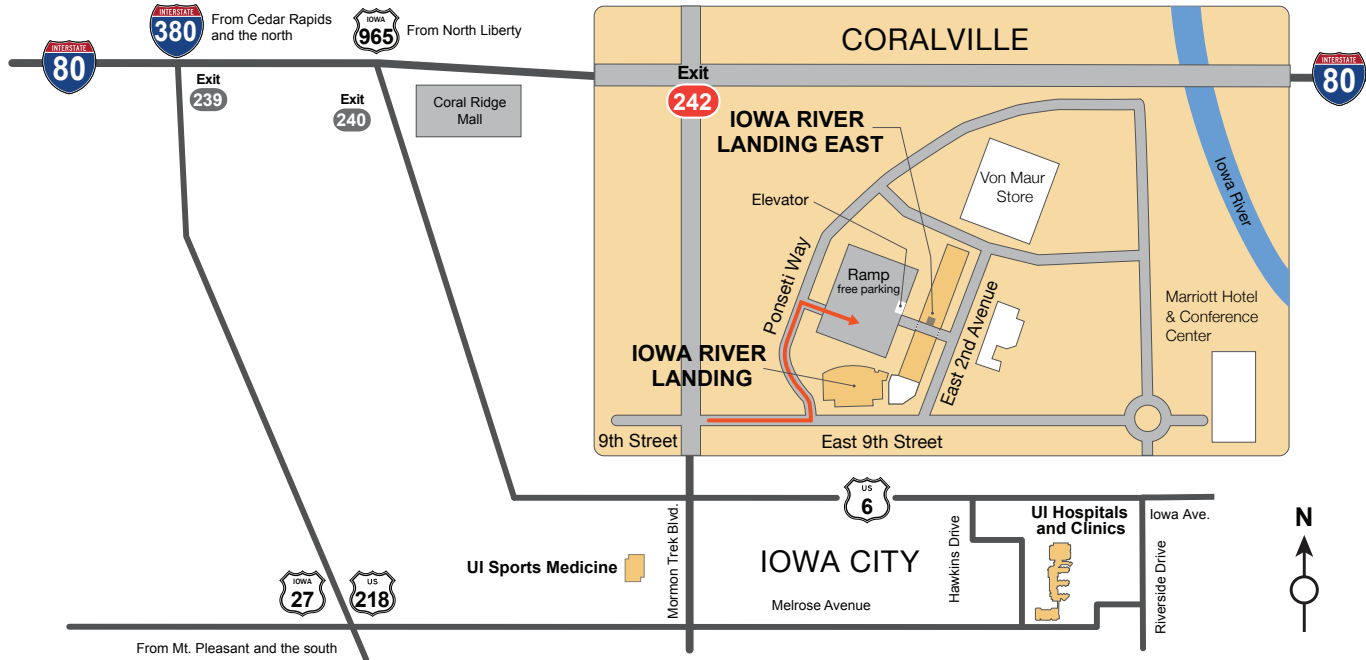 INTERSTATE
380
From Cedar Rapids
and the north
IOWA
965
From North Liberty
INTERSTATE
80
Exit
239
Exit
240
Coral Ridge
Mall
CORALVILLE
Exit
242
INTERSTATE
80
IOWA RIVER
LANDING EAST
Von Maur
Store
Iowa River
Elevator
Ponseti Way
Ramp
free parking
East 2nd Avenue
Marriott Hotel
& Conference
Center
IOWA RIVER
LANDING
9th Street
East 9th Street
US
6
UI Hospitals
and Clinics
Iowa Ave.
Mormon Trek Blvd.
IOWA CITY
Hawkins Drive
Riverside Drive
N
UI Sports Medicine
IOWA
27
US
218
Melrose Avenue
From Mt. Pleasant and the south